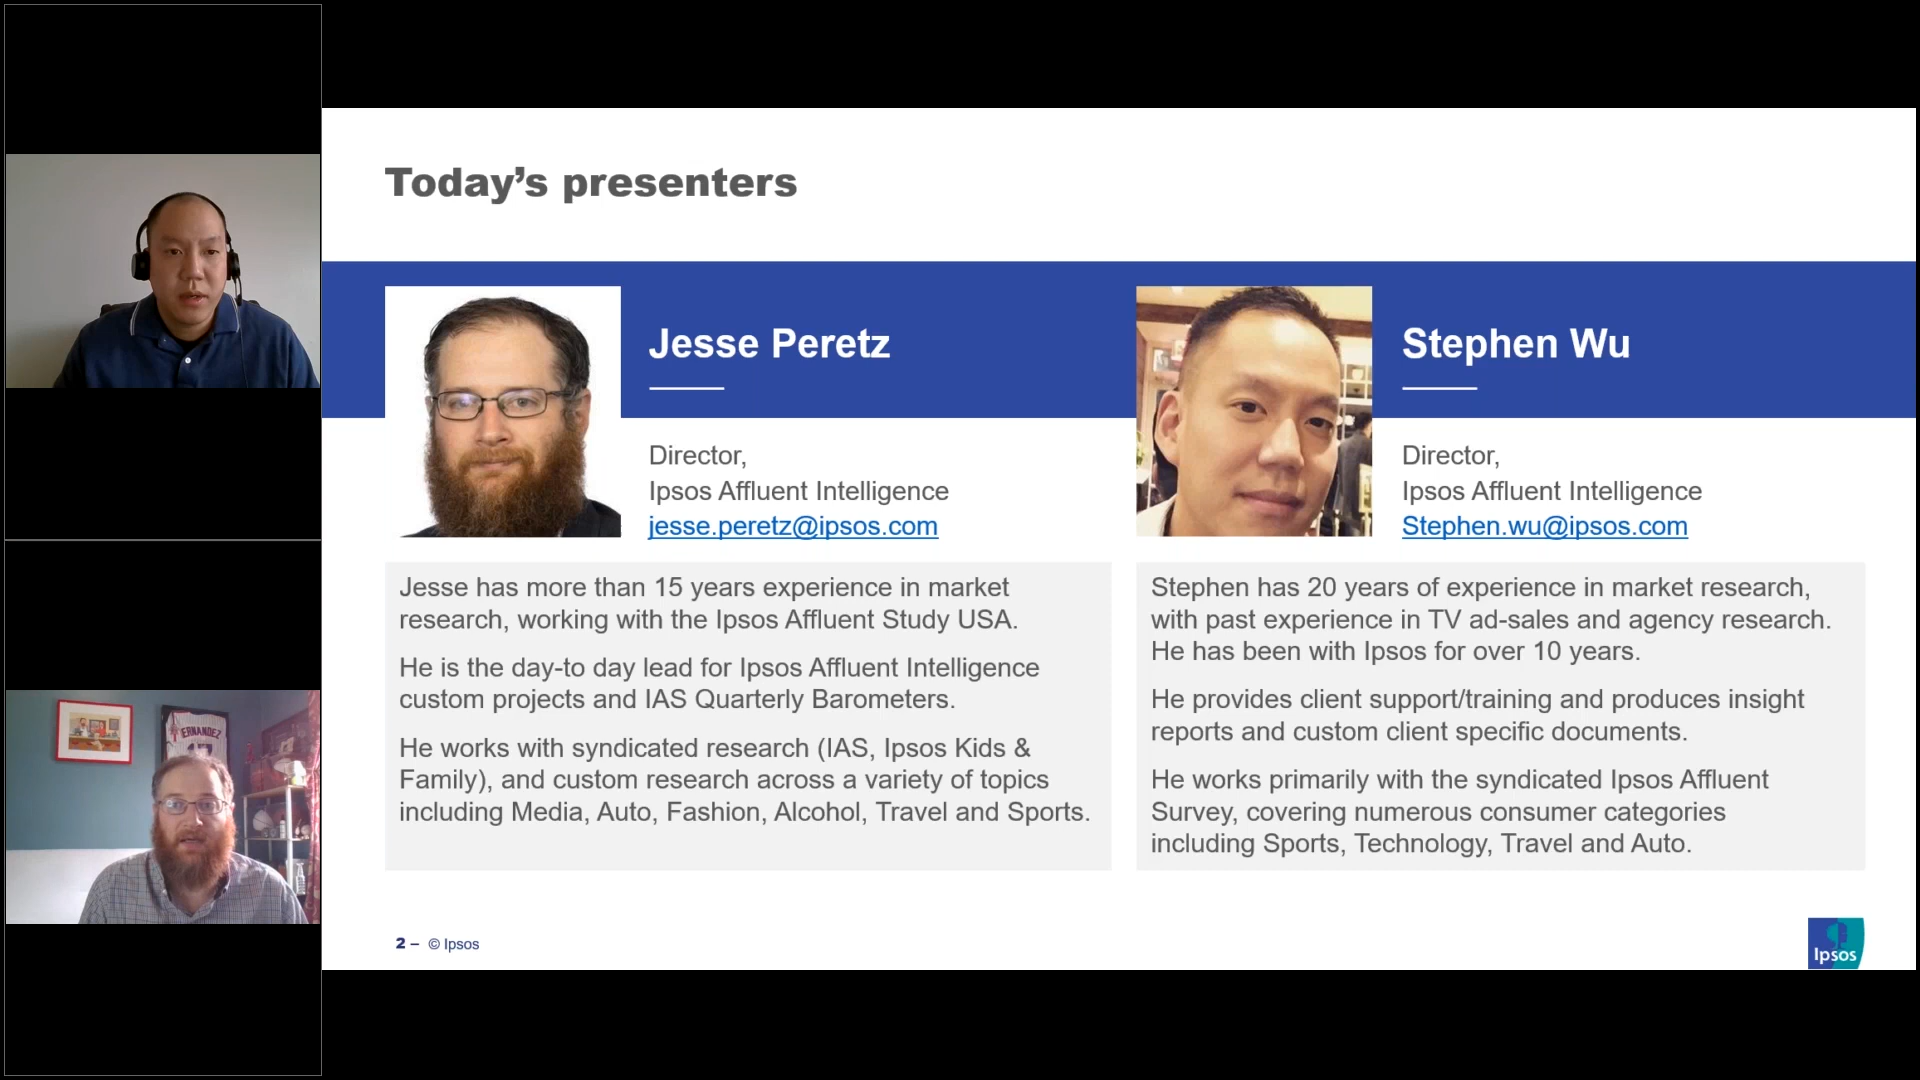 Today's presenters
Jesse Peretz
Director,
Ipsos Affluent Intelligence
jesse.peretz@ipsos.com
Jesse has more than 15 years experience in market
research, working with the Ipsos Affluent Study USA.
He is the day-to day lead for Ipsos Affluent Intelligence
custom projects and IAS Quarterly Barometers.
He works with syndicated research (IAS, Ipsos Kids &
Family), and custom research across a variety of topics
including Media, Auto, Fashion, Alcohol, Travel and Sports.
Stephen Wu
Director,
Ipsos Affluent Intelligence
Stephen.wu@ipsos.com
Stephen has 20 years of experience in market research,
with past experience in TV ad-sales and agency research.
He has been with Ipsos for over 10 years.
He provides client support/training and produces insight
reports and custom client specific documents.
He works primarily with the syndicated Ipsos Affluent
Survey, covering numerous consumer categories
including Sports, Technology, Travel and Auto.
2 – © Ipsos
Ipsos